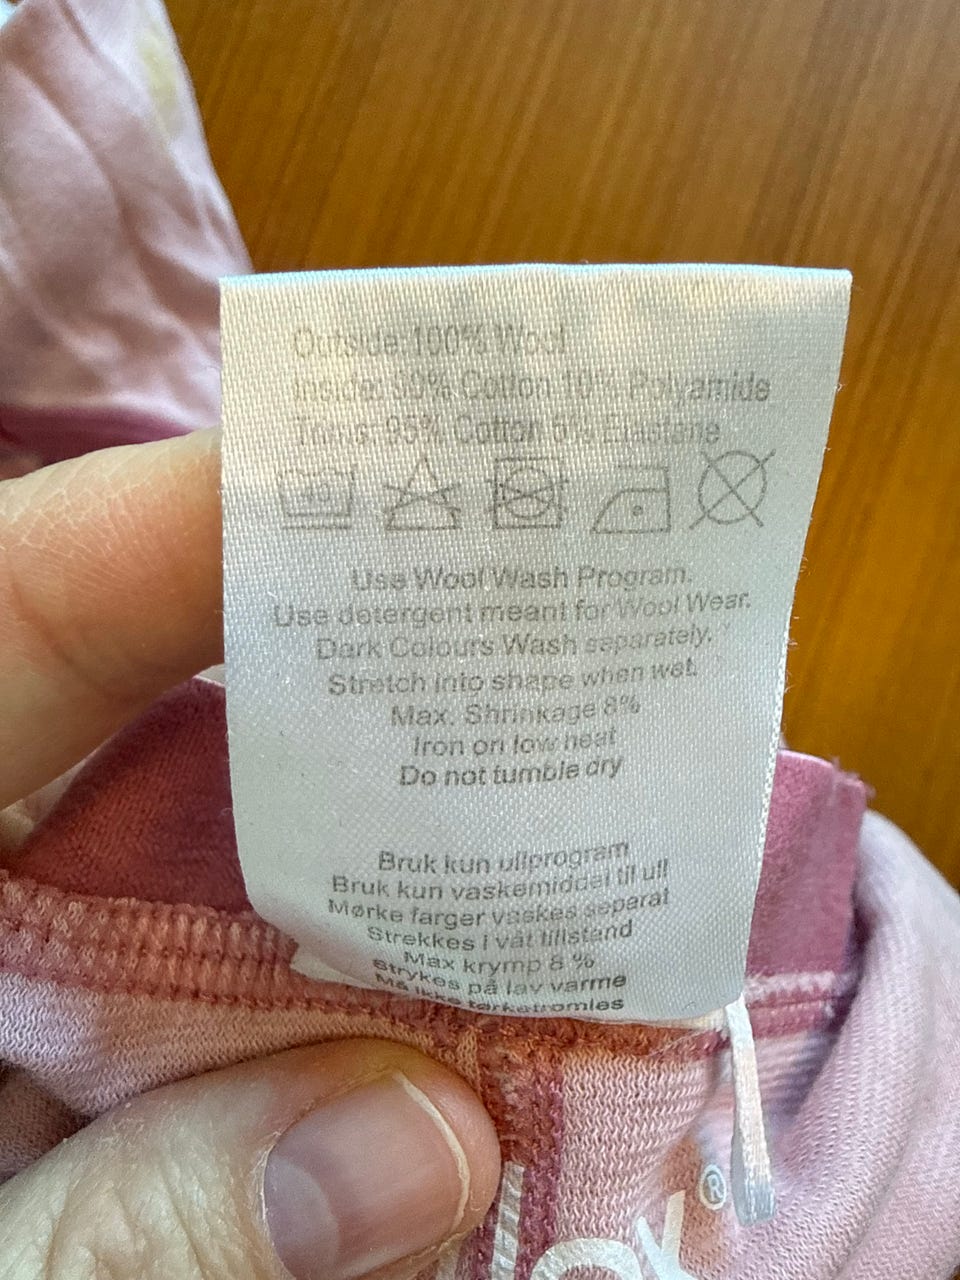 Outside: 100% Wool
Inside: 90% Cotton 10% Polyamide
Trims: 95% Cotton 5% Elastane
40
Use Wool Wash Program.
Use detergent meant for Wool Wear.
Dark Colours Wash separately.
Stretch into shape when wet.
Max. Shrinkage 8%
Iron on low heat
Do not tumble dry
Bruk kun ullprogram
Bruk kun vaskemiddel til ull
Mørke farger vaskes separat
Strekkes i våt tilstand
Max krymp 8 %
Strykes på lav varme
Må ikke tørketromles
®